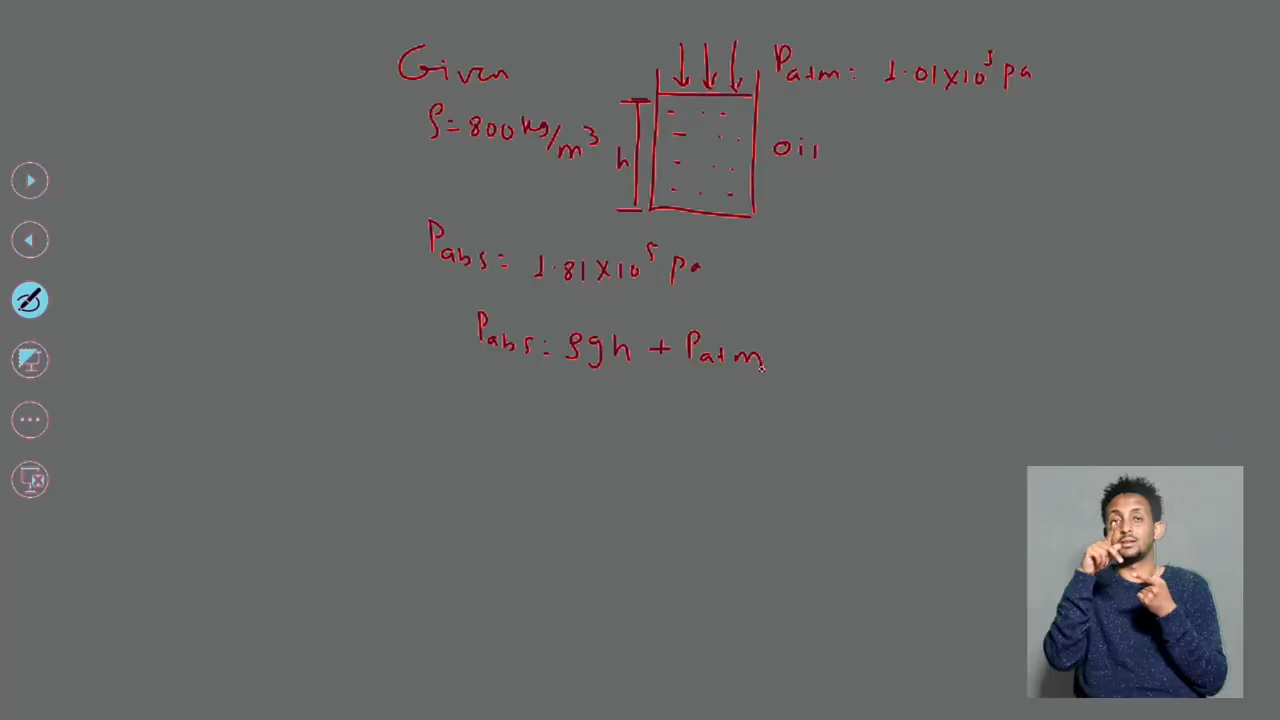 Given
Patm = 1.01×10⁵ pa
ρ = 800 kg/m³
h
Oil
Pabs = 1.81×10⁵ pa
Pabs = ρgh + Patm